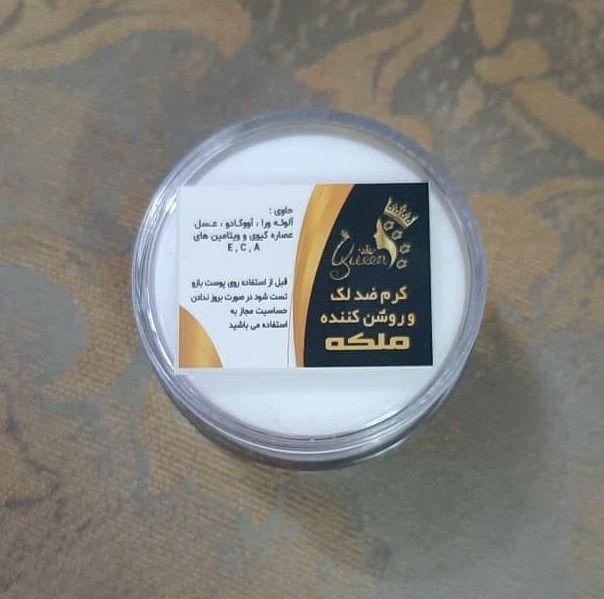 Queen
کرم ضد لک
و روشن کننده
ملکه
حاوی :
آلوئه ورا ، آووکادو ، عسل
عصاره کیوی و ویتامین های
E , C , A
قبل از استفاده روی پوست بازو
تست شود در صورت بروز ندادن
حساسیت مجاز به
استفاده می باشید